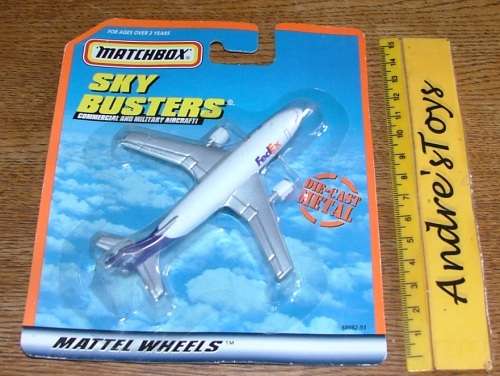 FOR AGES OVER 3 YEARS
MATCHBOX®
SKY
BUSTERS®
COMMERCIAL AND MILITARY AIRCRAFT!
FedEx
DIE-CAST
METAL
MATTEL WHEELS™
Andre'sToys